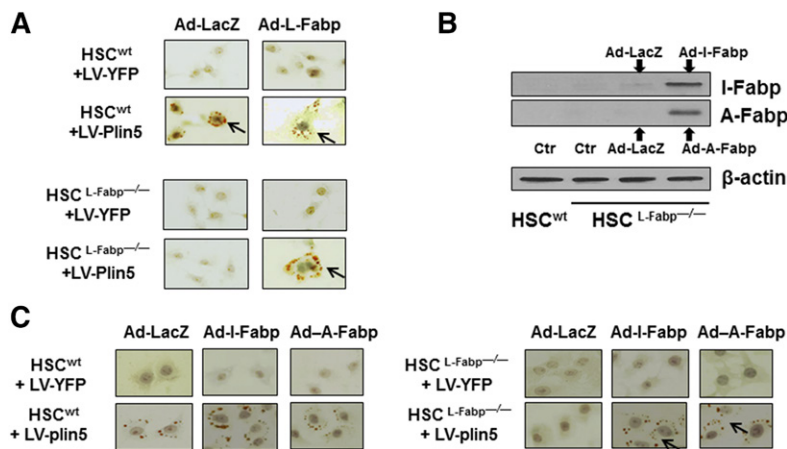 A
Ad-LacZ Ad-L-Fabp
HSC^wt
+LV-YFP
HSC^wt
+LV-Plin5
HSC^L-Fabp—/—
+LV-YFP
HSC^L-Fabp—/—
+LV-Plin5
B
Ad-LacZ Ad-I-Fabp
I-Fabp
A-Fabp
Ctr Ctr Ad-LacZ Ad-A-Fabp
β-actin
HSC^wt HSC^L-Fabp—/—
C
Ad-LacZ Ad-I-Fabp Ad–A-Fabp
HSC^wt
+ LV-YFP
HSC^wt
+ LV-plin5
Ad-LacZ Ad-I-Fabp Ad–A-Fabp
HSC^L-Fabp—/—
+ LV-YFP
HSC^L-Fabp—/—
+ LV-plin5